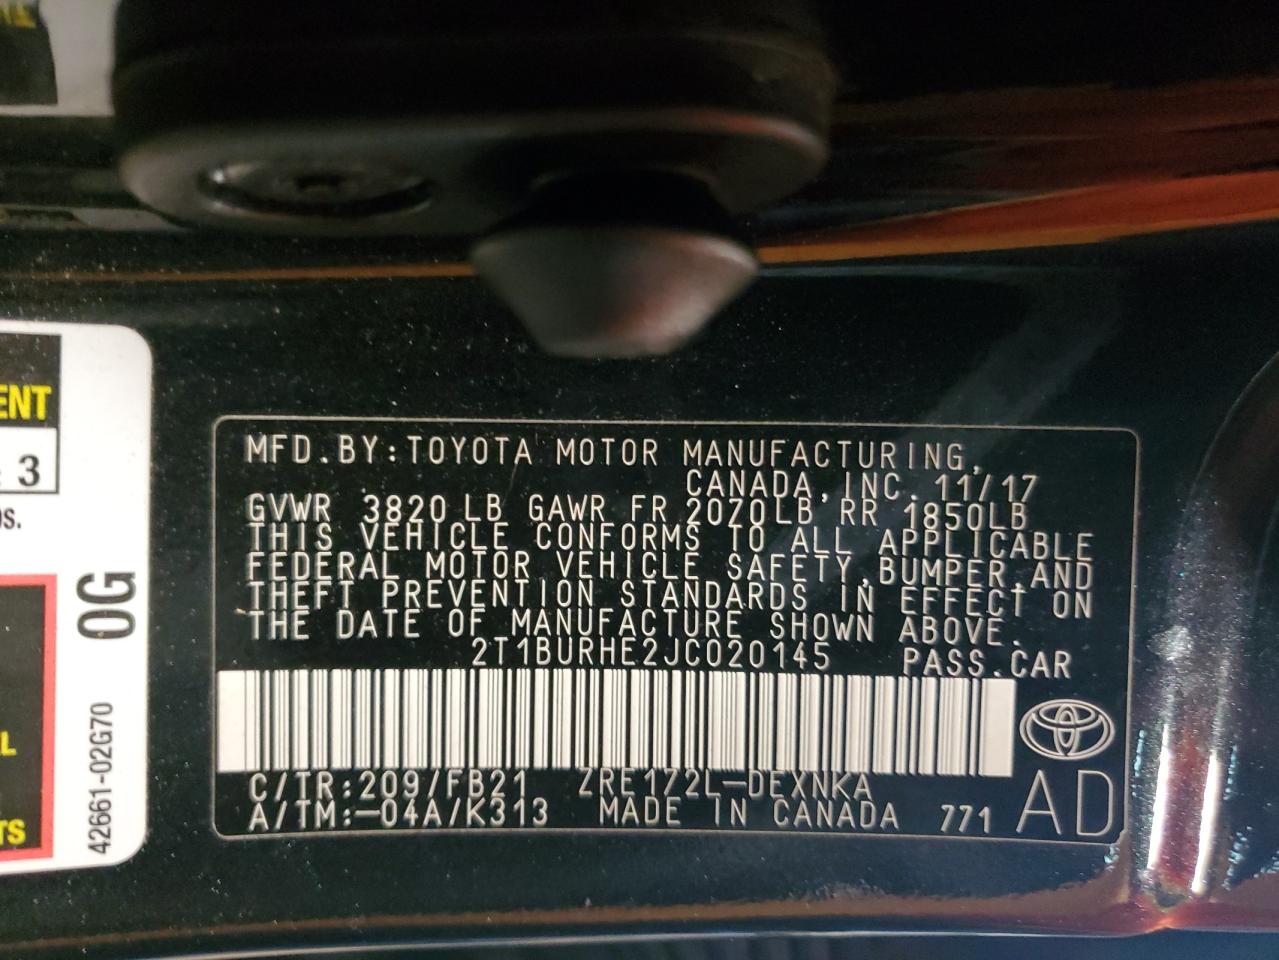 MFD.BY:TOYOTA MOTOR MANUFACTURING,
CANADA,INC. 11/17
GVWR 3820 LB GAWR FR 2070LB RR 1850LB
THIS VEHICLE CONFORMS TO ALL APPLICABLE
FEDERAL MOTOR VEHICLE SAFETY,BUMPER,AND
THEFT PREVENTION STANDARDS IN EFFECT ON
THE DATE OF MANUFACTURE SHOWN ABOVE.
2T1BURHE2JC020145 PASS.CAR
C/TR:209/FB21 ZRE172L-DEXNKA
A/TM:-04A/K313 MADE IN CANADA 771 AD
ENT
3
0G
42661-02G70
L
TS